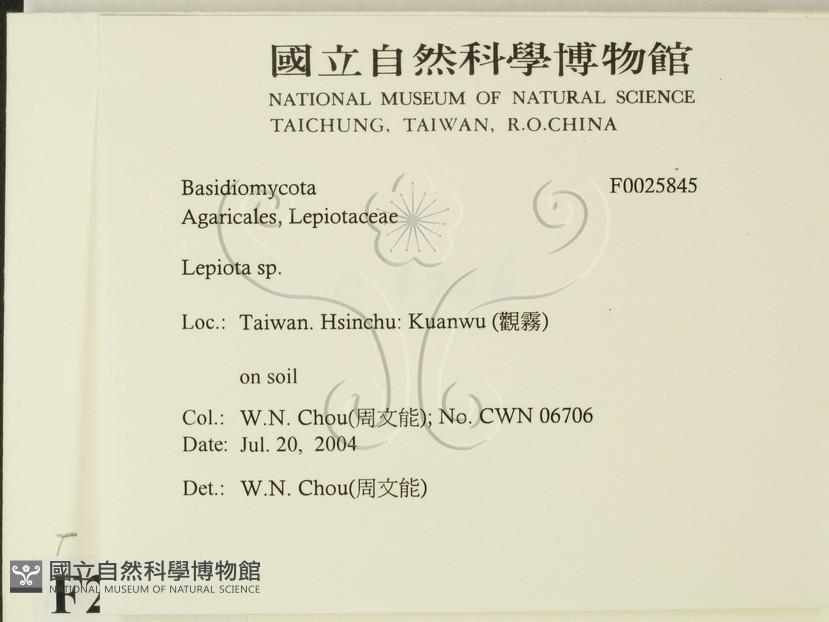 國立自然科學博物館
NATIONAL MUSEUM OF NATURAL SCIENCE
TAICHUNG, TAIWAN, R.O.CHINA
Basidiomycota F0025845
Agaricales, Lepiotaceae
Lepiota sp.
Loc.: Taiwan. Hsinchu: Kuanwu (觀霧)
on soil
Col.: W.N. Chou(周文能); No. CWN 06706
Date: Jul. 20, 2004
Det.: W.N. Chou(周文能)
國立自然科學博物館
NATIONAL MUSEUM OF NATURAL SCIENCE